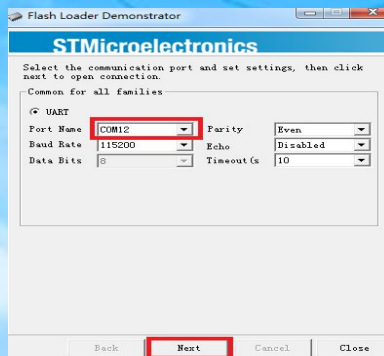 Flash Loader Demonstrator
STMicroelectronics
Select the communication port and set settings, then click
next to open connection.
Common for all families
UART
Port Name COM12 Parity Even
Baud Rate 115200 Echo Disabled
Data Bits 8 Timeout(s 10
Back Next Cancel Close